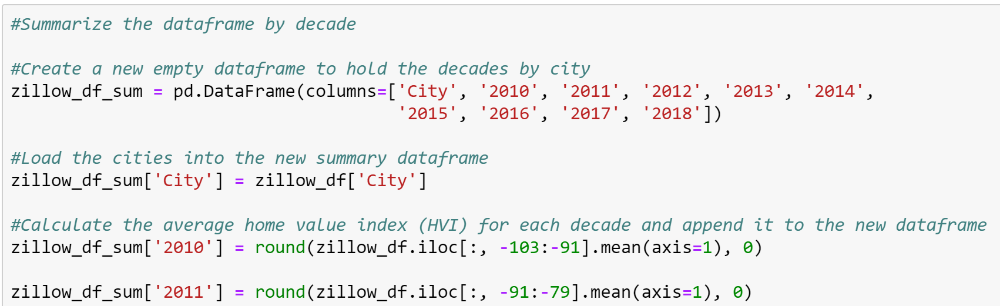 #Summarize the dataframe by decade
#Create a new empty dataframe to hold the decades by city
zillow_df_sum = pd.DataFrame(columns=['City', '2010', '2011', '2012', '2013', '2014',
'2015', '2016', '2017', '2018'])
#Load the cities into the new summary dataframe
zillow_df_sum['City'] = zillow_df['City']
#Calculate the average home value index (HVI) for each decade and append it to the new dataframe
zillow_df_sum['2010'] = round(zillow_df.iloc[:, -103:-91].mean(axis=1), 0)
zillow_df_sum['2011'] = round(zillow_df.iloc[:, -91:-79].mean(axis=1), 0)